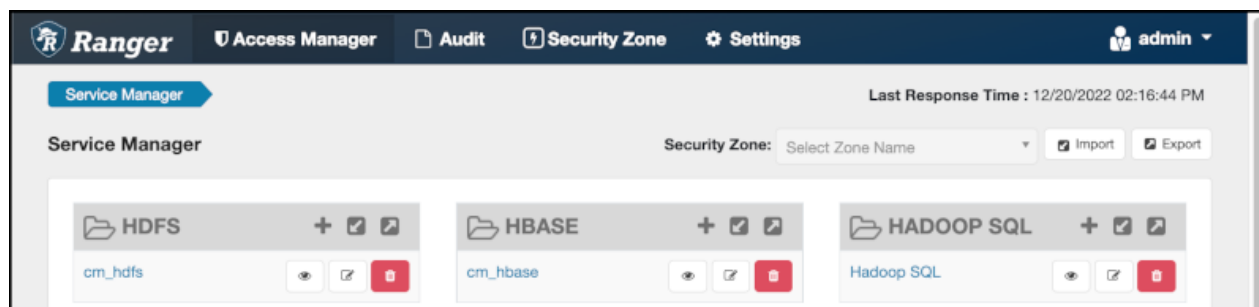 Ranger Access Manager Audit Security Zone Settings admin
Service Manager Last Response Time : 12/20/2022 02:16:44 PM
Service Manager Security Zone: Select Zone Name Import Export
HDFS HBASE HADOOP SQL
cm_hdfs cm_hbase Hadoop SQL